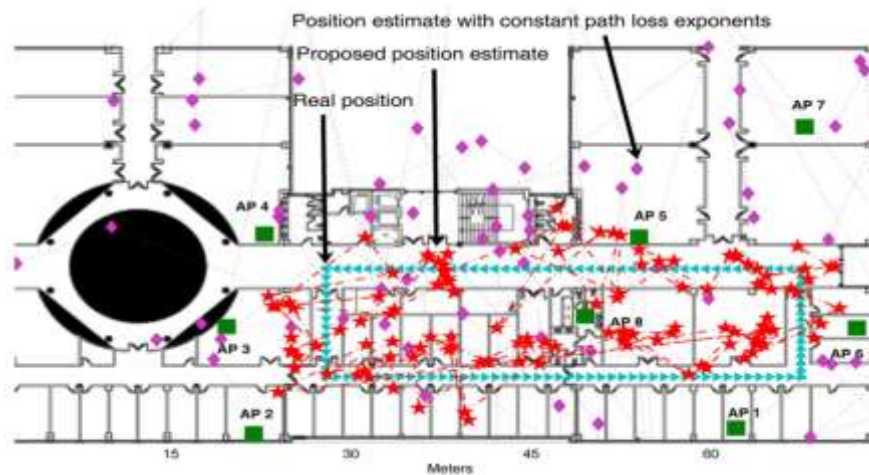 Position estimate with constant path loss exponents
Proposed position estimate
Real position
AP 7
AP 4
AP 5
AP 3
AP 8
AP 6
AP 2
AP 1
15
30
45
60
Meters